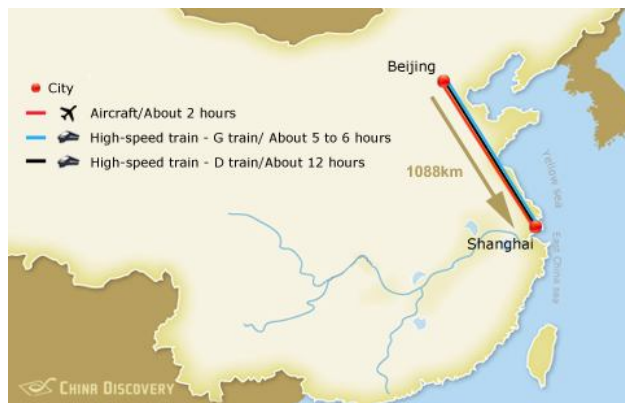 Beijing
City
Aircraft/About 2 hours
High-speed train - G train/ About 5 to 6 hours
High-speed train - D train/About 12 hours
1088km
Yellow sea
Shanghai
East China sea
CHINA DISCOVERY